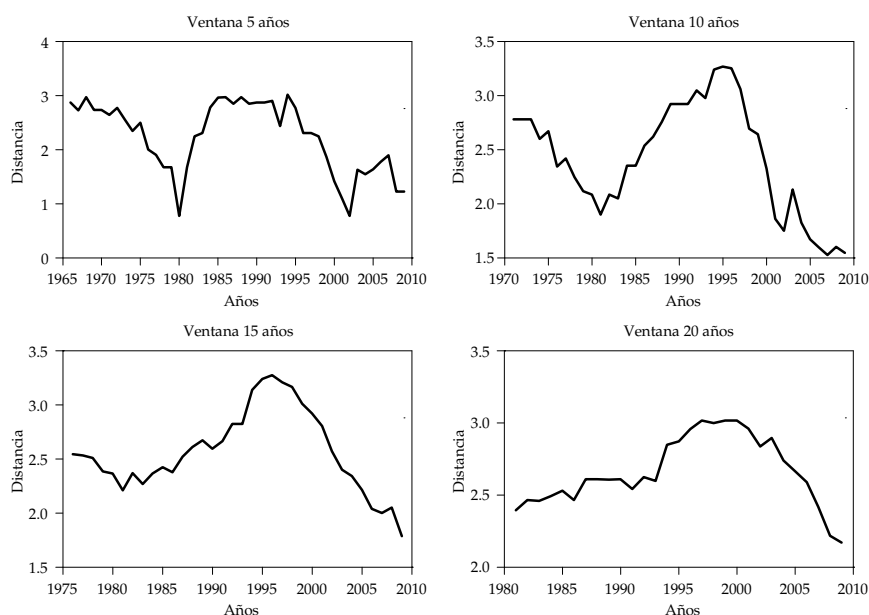 Ventana 5 años
4
3
2
1
0
Distancia
1965 1970 1975 1980 1985 1990 1995 2000 2005 2010
Años
Ventana 10 años
3.5
3.0
2.5
2.0
1.5
Distancia
1970 1975 1980 1985 1990 1995 2000 2005 2010
Años
Ventana 15 años
3.5
3.0
2.5
2.0
1.5
Distancia
1975 1980 1985 1990 1995 2000 2005 2010
Años
Ventana 20 años
3.5
3.0
2.5
2.0
Distancia
1980 1985 1990 1995 2000 2005 2010
Años